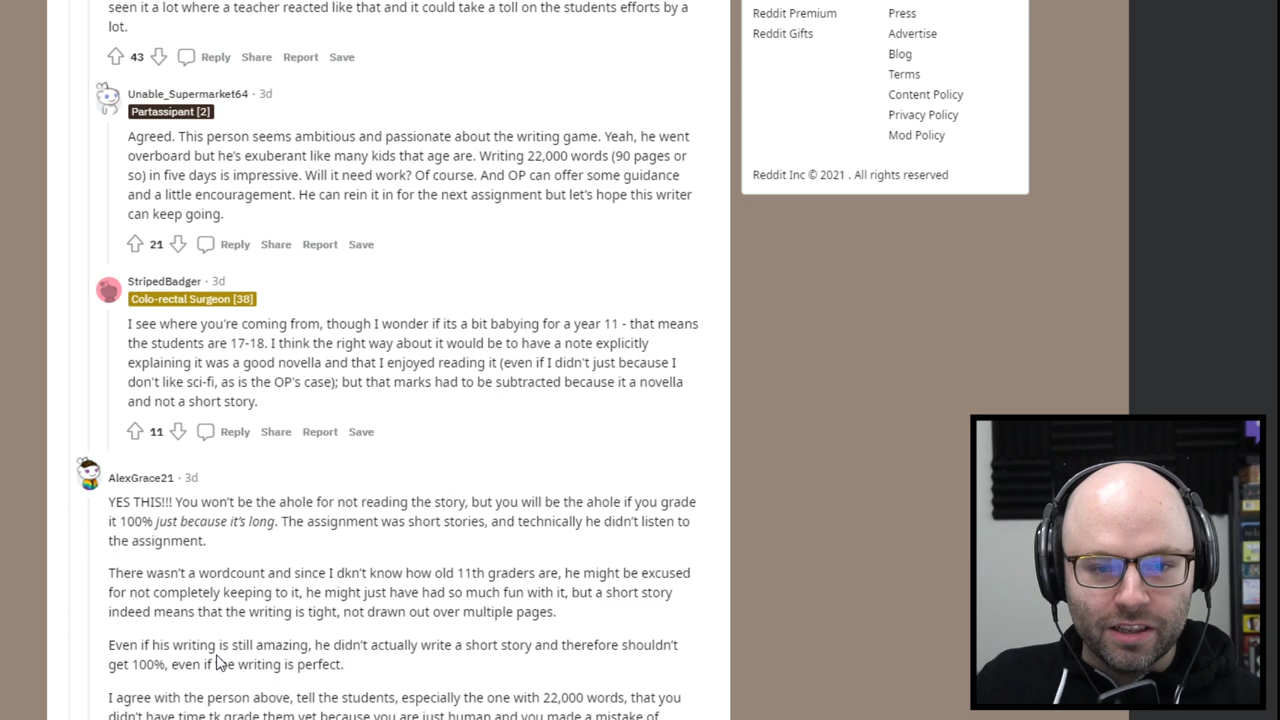 seen it a lot where a teacher reacted like that and it could take a toll on the students efforts by a
lot.
43 Reply Share Report Save
Unable_Supermarket64 · 3d
Partassipant [2]
Agreed. This person seems ambitious and passionate about the writing game. Yeah, he went
overboard but he's exuberant like many kids that age are. Writing 22,000 words (90 pages or
so) in five days is impressive. Will it need work? Of course. And OP can offer some guidance
and a little encouragement. He can rein it in for the next assignment but let's hope this writer
can keep going.
21 Reply Share Report Save
StripedBadger · 3d
Colo-rectal Surgeon [38]
I see where you're coming from, though I wonder if its a bit babying for a year 11 - that means
the students are 17-18. I think the right way about it would be to have a note explicitly
explaining it was a good novella and that I enjoyed reading it (even if I didn't just because I
don't like sci-fi, as is the OP's case); but that marks had to be subtracted because it a novella
and not a short story.
11 Reply Share Report Save
AlexGrace21 · 3d
YES THIS!!! You won't be the ahole for not reading the story, but you will be the ahole if you grade
it 100% just because it's long. The assignment was short stories, and technically he didn't listen to
the assignment.
There wasn't a wordcount and since I dkn't know how old 11th graders are, he might be excused
for not completely keeping to it, he might just have had so much fun with it, but a short story
indeed means that the writing is tight, not drawn out over multiple pages.
Even if his writing is still amazing, he didn't actually write a short story and therefore shouldn't
get 100%, even if the writing is perfect.
I agree with the person above, tell the students, especially the one with 22,000 words, that you
didn't have time tk grade them yet because you are just human and you made a mistake of
Reddit Premium
Reddit Gifts
Press
Advertise
Blog
Terms
Content Policy
Privacy Policy
Mod Policy
Reddit Inc © 2021 . All rights reserved